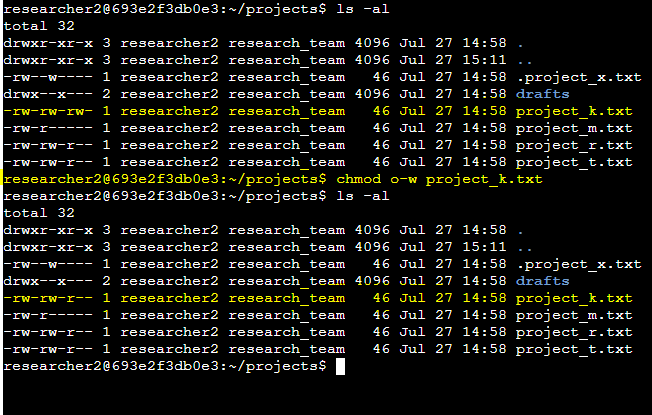 researcher2@693e2f3db0e3:~/projects$ ls -al
total 32
drwxr-xr-x 3 researcher2 research_team 4096 Jul 27 14:58 .
drwxr-xr-x 3 researcher2 research_team 4096 Jul 27 15:11 ..
-rw--w---- 1 researcher2 research_team   46 Jul 27 14:58 .project_x.txt
drwx--x--- 2 researcher2 research_team 4096 Jul 27 14:58 drafts
-rw-rw-rw- 1 researcher2 research_team   46 Jul 27 14:58 project_k.txt
-rw-r----- 1 researcher2 research_team   46 Jul 27 14:58 project_m.txt
-rw-rw-r-- 1 researcher2 research_team   46 Jul 27 14:58 project_r.txt
-rw-rw-r-- 1 researcher2 research_team   46 Jul 27 14:58 project_t.txt
researcher2@693e2f3db0e3:~/projects$ chmod o-w project_k.txt
researcher2@693e2f3db0e3:~/projects$ ls -al
total 32
drwxr-xr-x 3 researcher2 research_team 4096 Jul 27 14:58 .
drwxr-xr-x 3 researcher2 research_team 4096 Jul 27 15:11 ..
-rw--w---- 1 researcher2 research_team   46 Jul 27 14:58 .project_x.txt
drwx--x--- 2 researcher2 research_team 4096 Jul 27 14:58 drafts
-rw-rw-r-- 1 researcher2 research_team   46 Jul 27 14:58 project_k.txt
-rw-r----- 1 researcher2 research_team   46 Jul 27 14:58 project_m.txt
-rw-rw-r-- 1 researcher2 research_team   46 Jul 27 14:58 project_r.txt
-rw-rw-r-- 1 researcher2 research_team   46 Jul 27 14:58 project_t.txt
researcher2@693e2f3db0e3:~/projects$